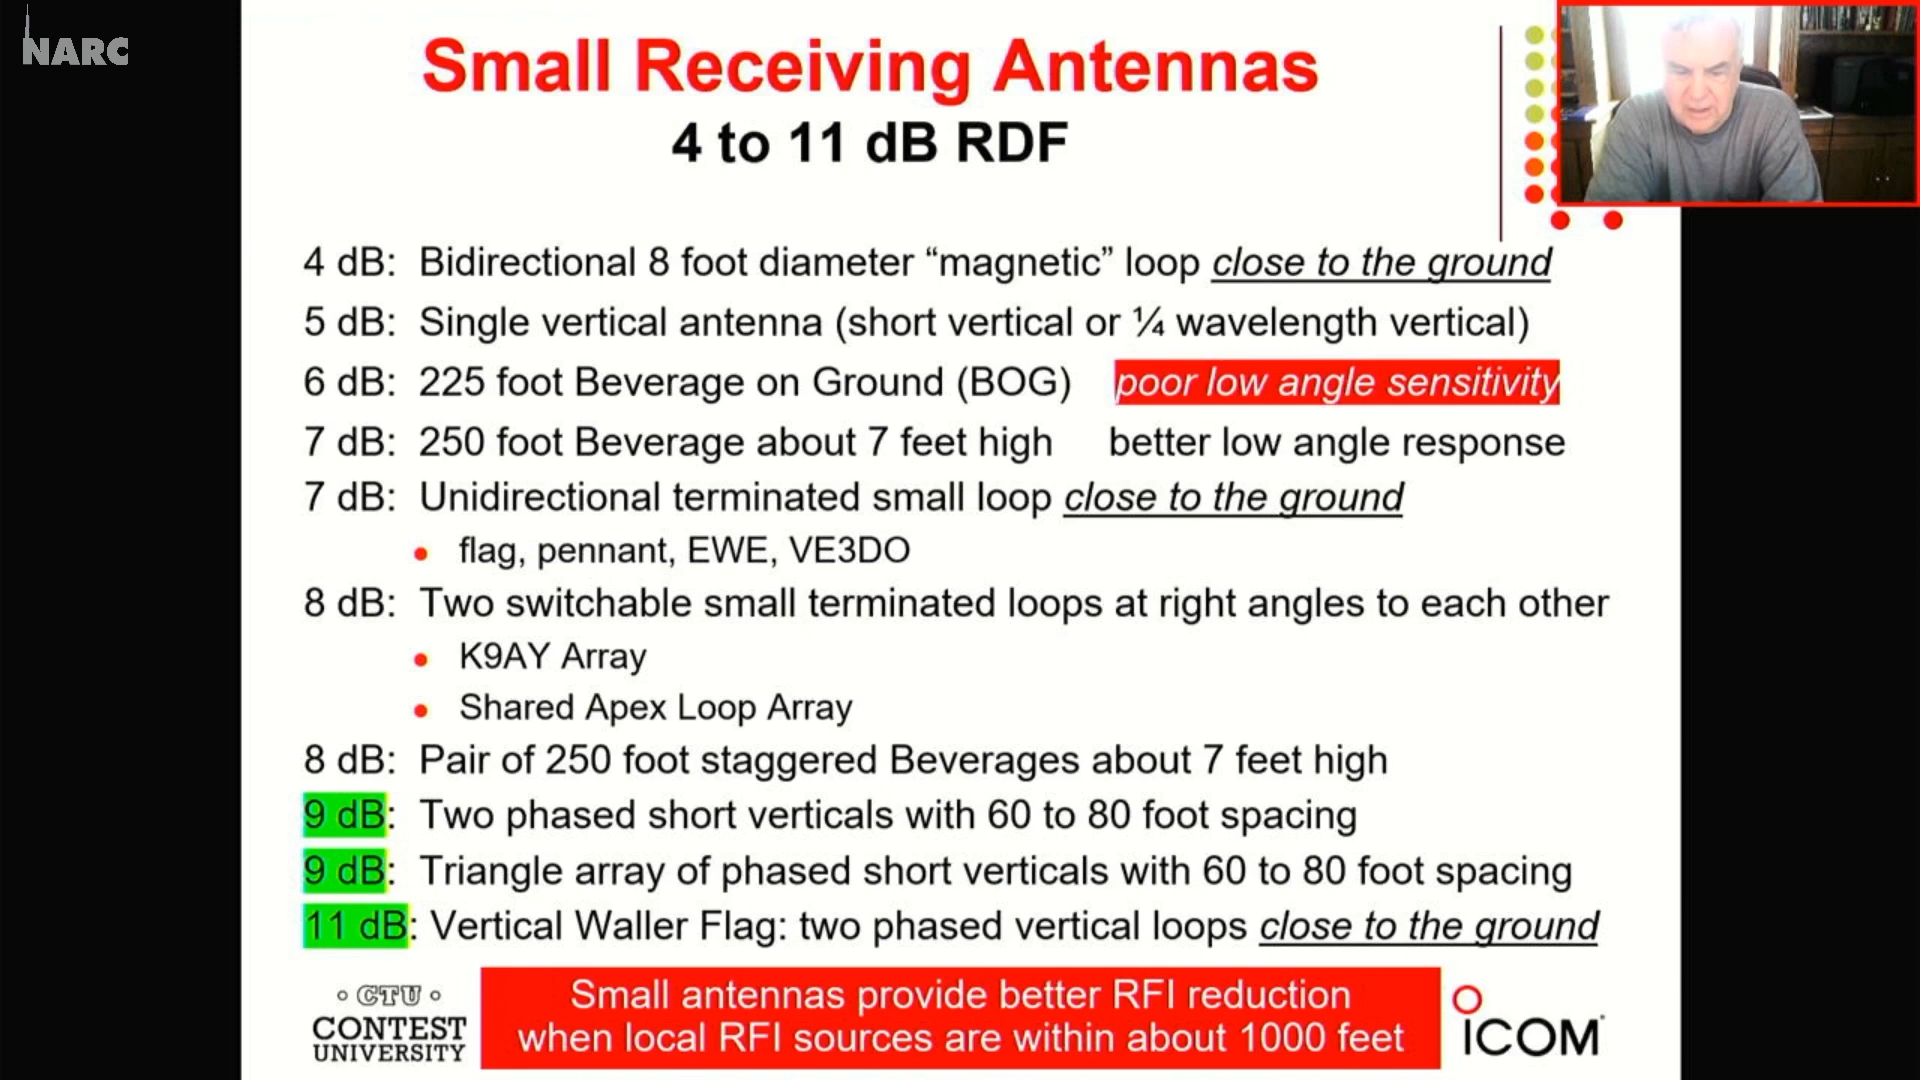 NARC
Small Receiving Antennas
4 to 11 dB RDF
4 dB: Bidirectional 8 foot diameter “magnetic” loop close to the ground
5 dB: Single vertical antenna (short vertical or ¼ wavelength vertical)
6 dB: 225 foot Beverage on Ground (BOG) poor low angle sensitivity
7 dB: 250 foot Beverage about 7 feet high better low angle response
7 dB: Unidirectional terminated small loop close to the ground
• flag, pennant, EWE, VE3DO
8 dB: Two switchable small terminated loops at right angles to each other
• K9AY Array
• Shared Apex Loop Array
8 dB: Pair of 250 foot staggered Beverages about 7 feet high
9 dB: Two phased short verticals with 60 to 80 foot spacing
9 dB: Triangle array of phased short verticals with 60 to 80 foot spacing
11 dB: Vertical Waller Flag: two phased vertical loops close to the ground
CTU
CONTEST
UNIVERSITY
Small antennas provide better RFI reduction
when local RFI sources are within about 1000 feet
ICOM